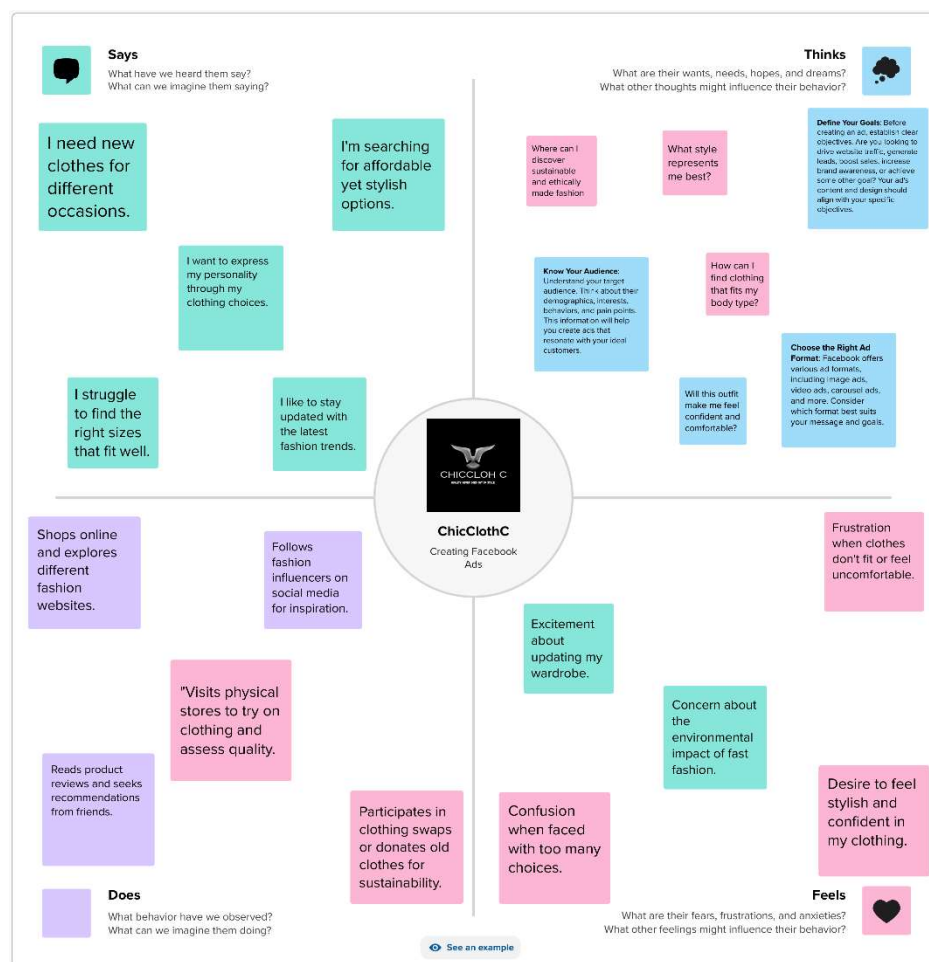 Says
What have we heard them say?
What can we imagine them saying?
Thinks
What are their wants, needs, hopes, and dreams?
What other thoughts might influence their behavior?
I need new
clothes for
different
occasions.
I'm searching
for affordable
yet stylish
options.
I want to express
my personality
through my
clothing choices.
I struggle
to find the
right sizes
that fit well.
I like to stay
updated with
the latest
fashion trends.
Where can I
discover
sustainable
and ethically
made fashion
What style
represents
me best?
Define Your Goals: Before
creating an ad, establish clear
objectives. Are you looking to
drive website traffic, generate
leads, boost sales, increase
brand awareness, or achieve
some other goal? Your ad's
content and design should
align with your specific
objectives.
Know Your Audience:
Understand your target
audience. Think about their
demographics, interests,
behaviors, and pain points.
This information will help
you create ads that
resonate with your ideal
customers.
How can I
find clothing
that fits my
body type?
Will this outfit
make me feel
confident and
comfortable?
Choose the Right Ad
Format: Facebook offers
various ad formats,
including image ads,
video ads, carousel ads,
and more. Consider
which format best suits
your message and goals.
CHICCLOH C
ChicClothC
Creating Facebook
Ads
Shops online
and explores
different
fashion
websites.
Follows
fashion
influencers on
social media
for inspiration.
"Visits physical
stores to try on
clothing and
assess quality.
Reads product
reviews and seeks
recommendations
from friends.
Participates in
clothing swaps
or donates old
clothes for
sustainability.
Frustration
when clothes
don't fit or feel
uncomfortable.
Excitement
about
updating my
wardrobe.
Concern about
the
environmental
impact of fast
fashion.
Confusion
when faced
with too many
choices.
Desire to feel
stylish and
confident in
my clothing.
Does
What behavior have we observed?
What can we imagine them doing?
Feels
What are their fears, frustrations, and anxieties?
What other feelings might influence their behavior?
See an example